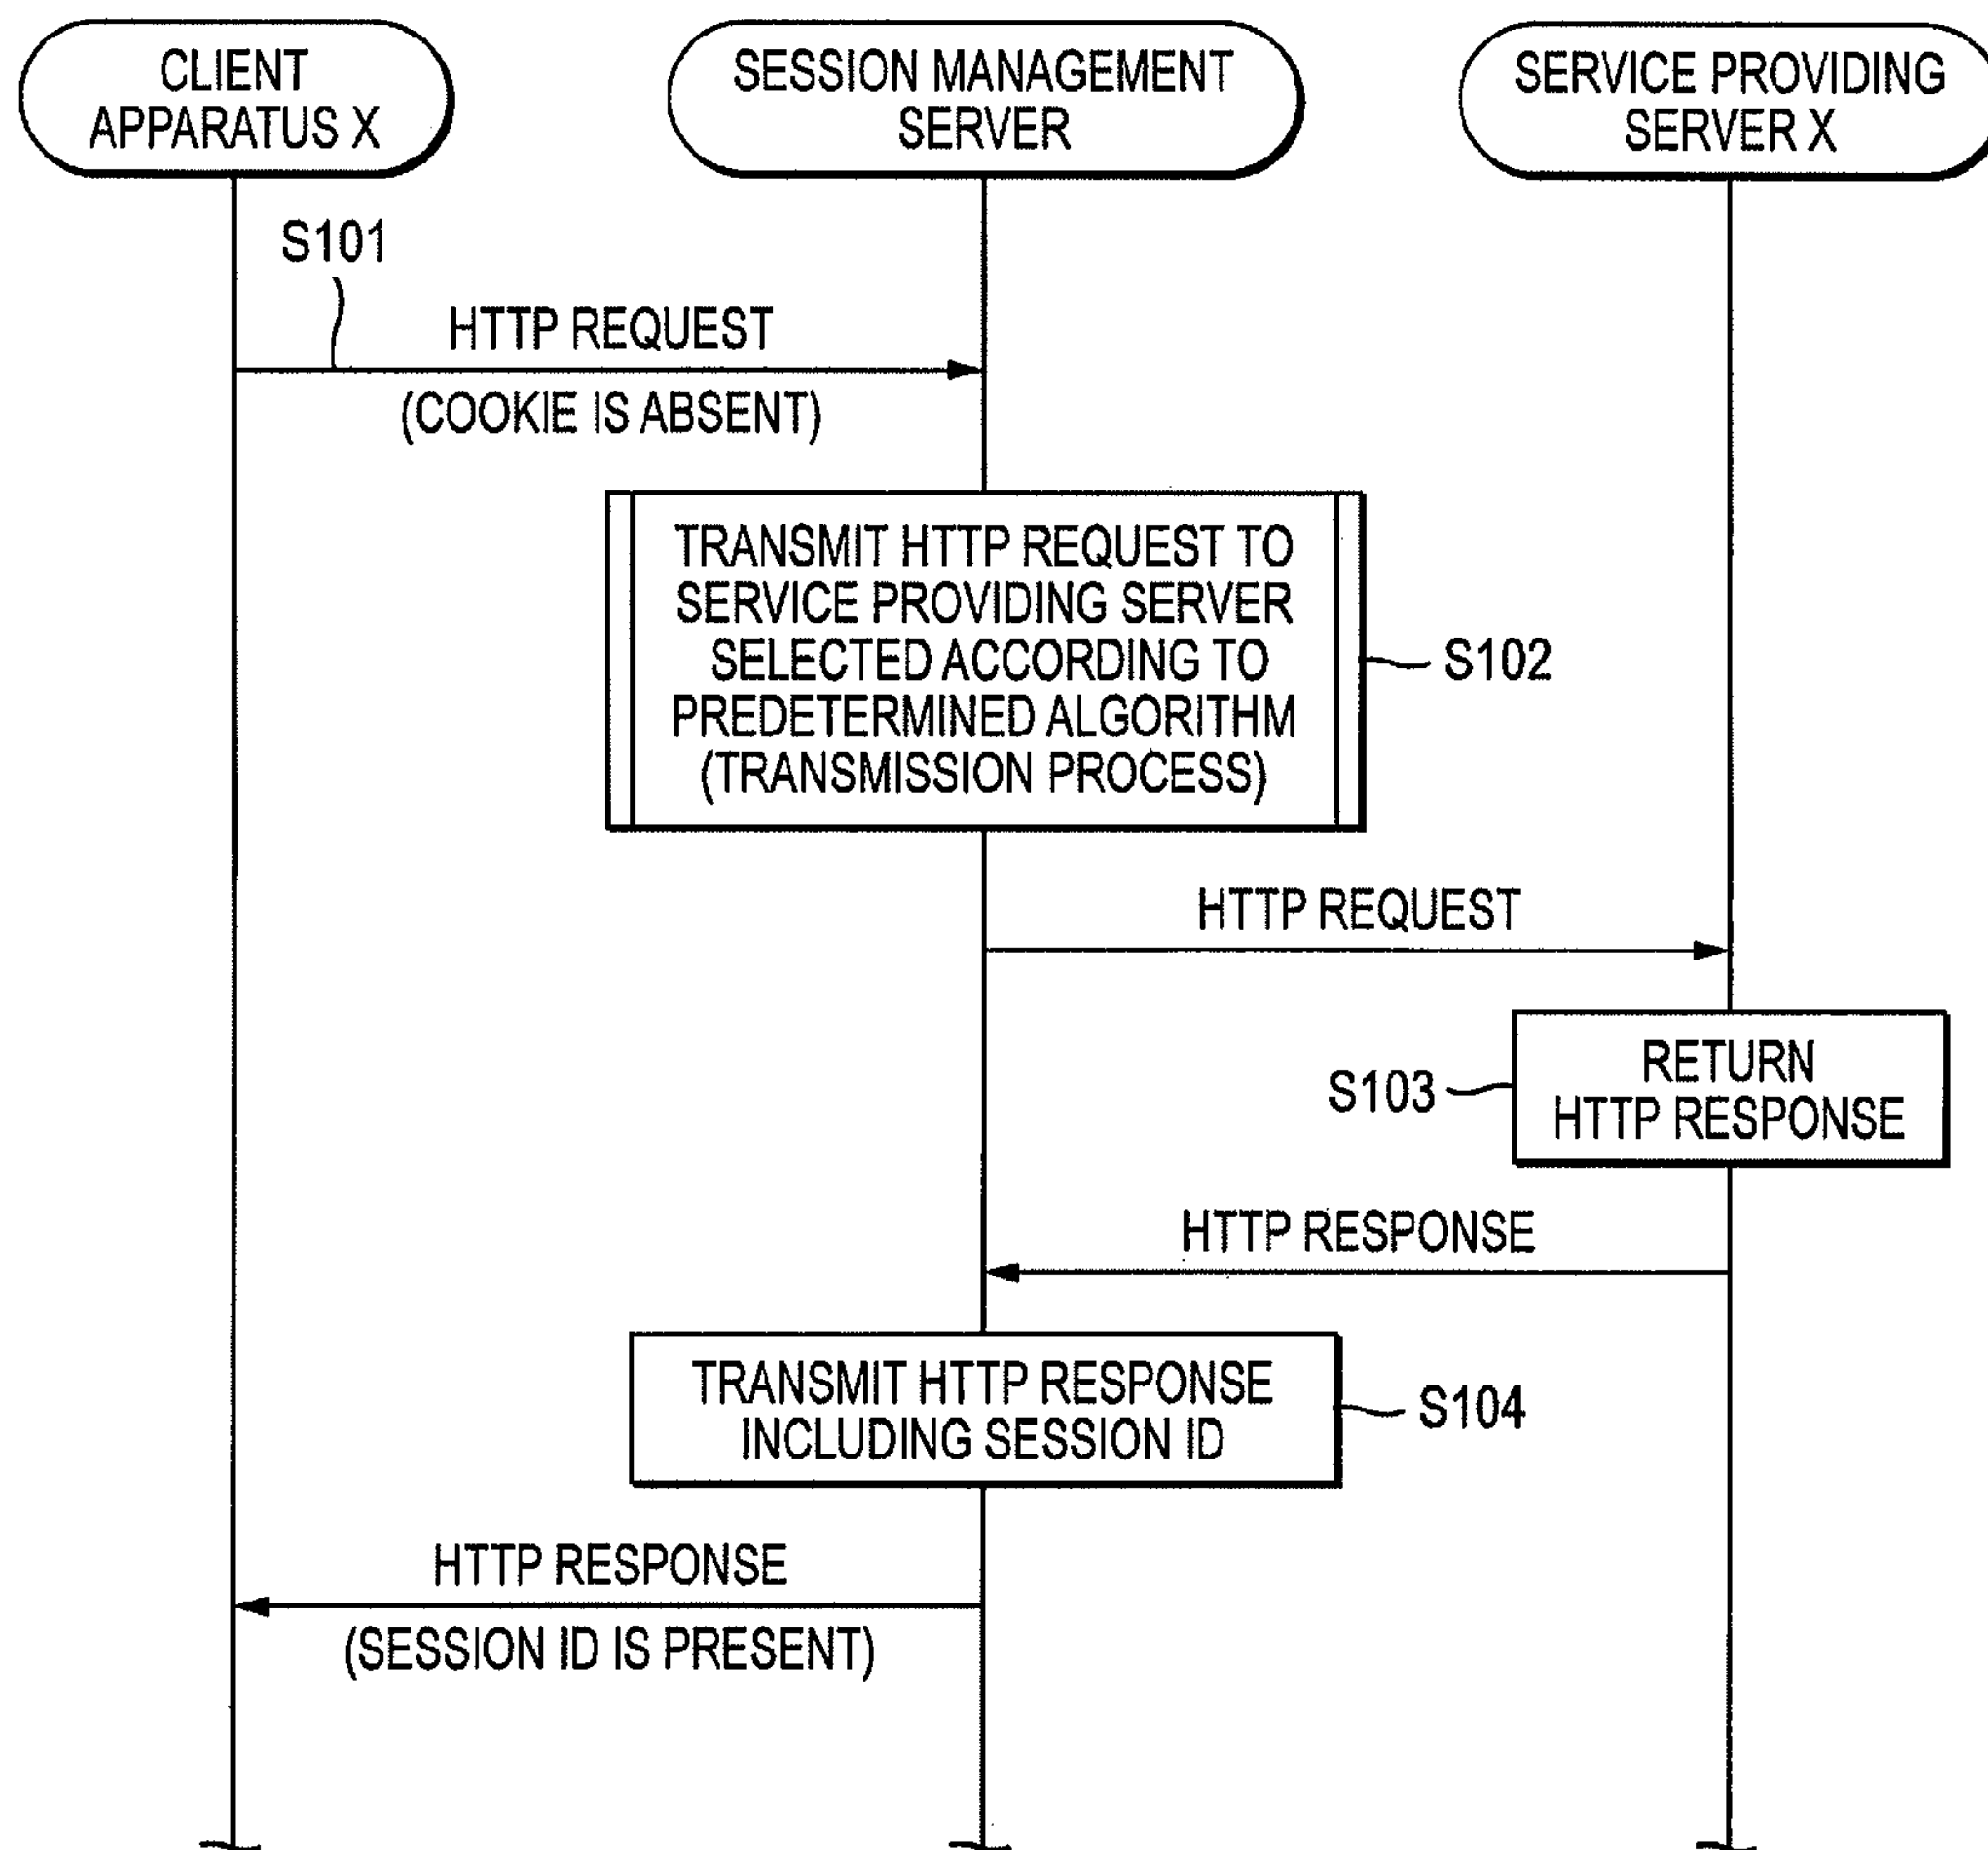 CLIENT
APPARATUS X
SESSION MANAGEMENT
SERVER
SERVICE PROVIDING
SERVER X
S101
HTTP REQUEST
(COOKIE IS ABSENT)
TRANSMIT HTTP REQUEST TO
SERVICE PROVIDING SERVER
SELECTED ACCORDING TO
PREDETERMINED ALGORITHM
(TRANSMISSION PROCESS)
S102
HTTP REQUEST
S103
RETURN
HTTP RESPONSE
HTTP RESPONSE
TRANSMIT HTTP RESPONSE
INCLUDING SESSION ID
S104
HTTP RESPONSE
(SESSION ID IS PRESENT)